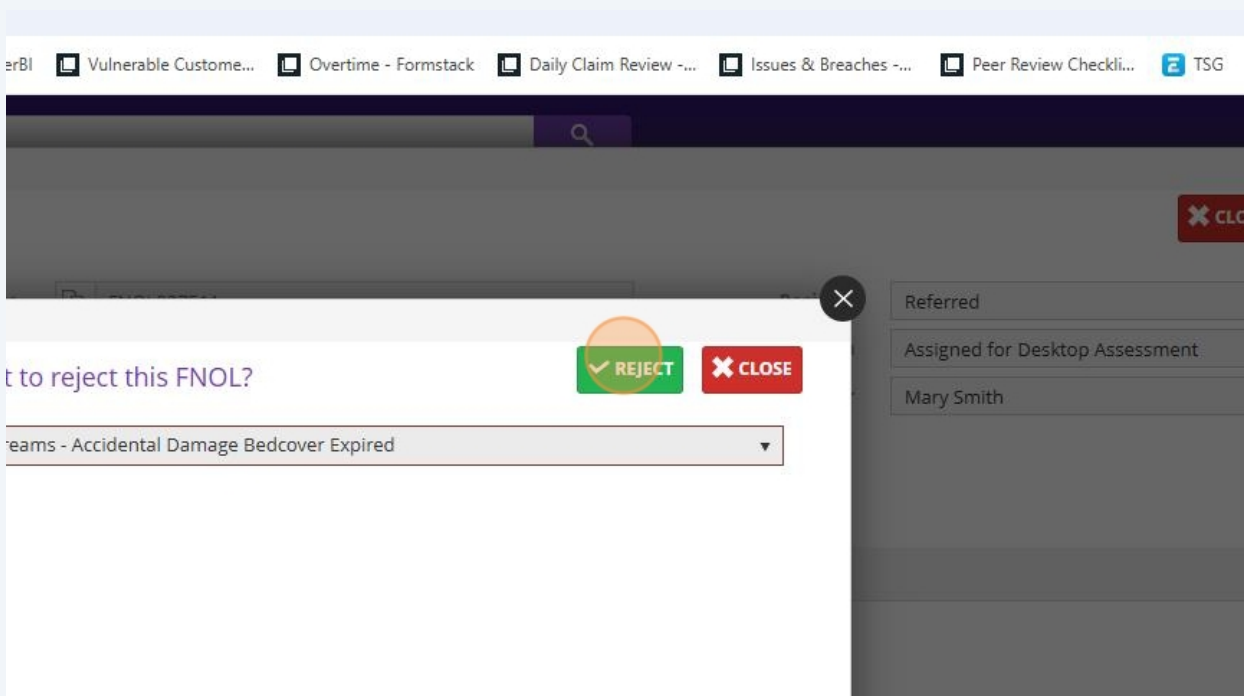 erBI Vulnerable Custome... Overtime - Formstack Daily Claim Review -... Issues & Breaches -... Peer Review Checkli... TSG
CLO
Referred
t to reject this FNOL? REJECT CLOSE
Assigned for Desktop Assessment
Mary Smith
reams - Accidental Damage Bedcover Expired